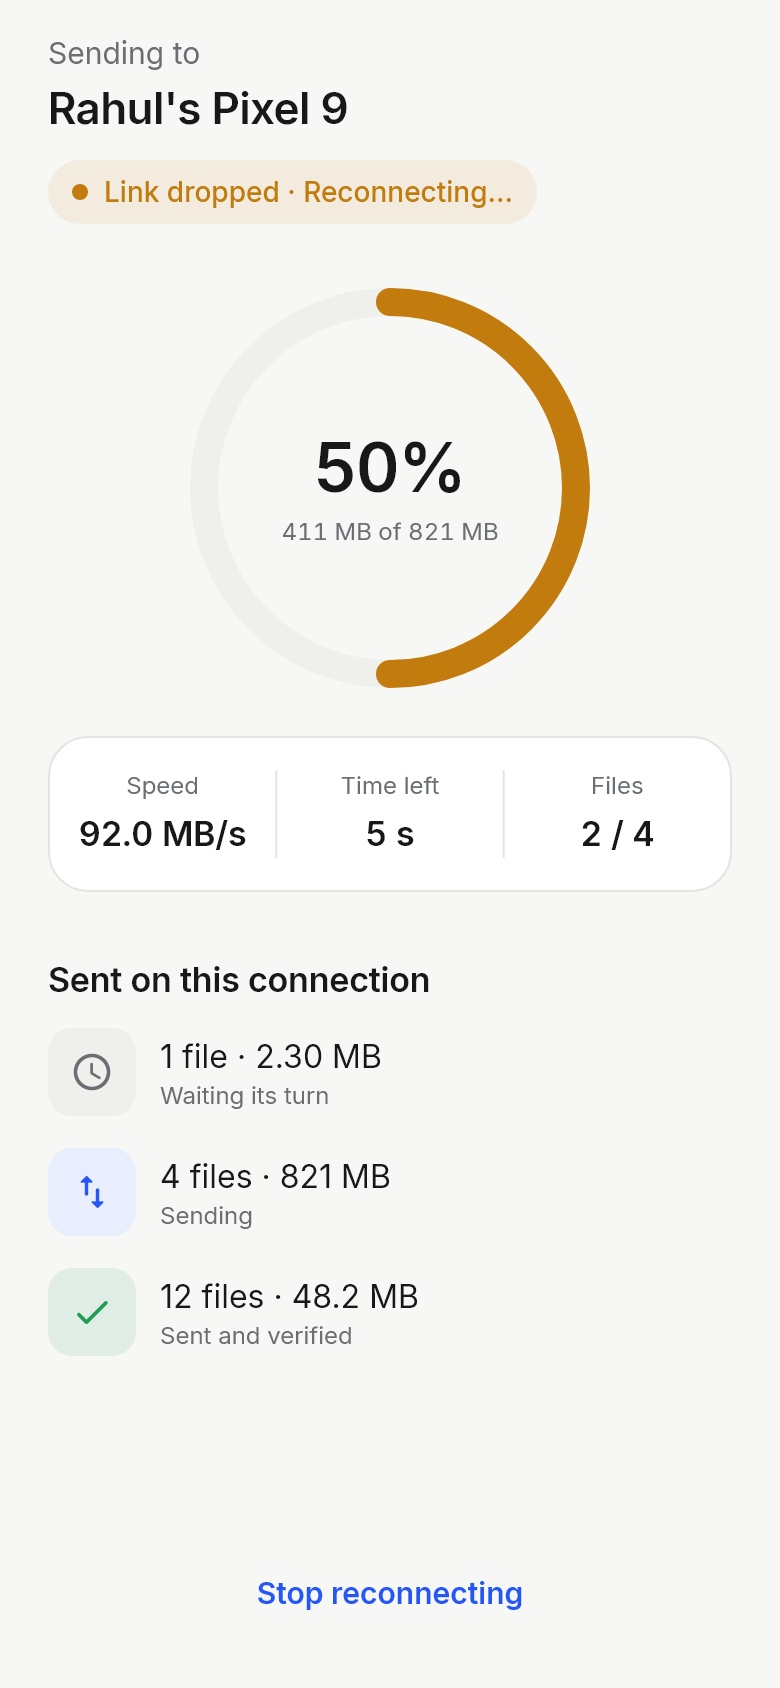 Sending to
Rahul's Pixel 9
Link dropped · Reconnecting...
50%
411 MB of 821 MB
Speed
92.0 MB/s
Time left
5 s
Files
2 / 4
Sent on this connection
1 file · 2.30 MB
Waiting its turn
4 files · 821 MB
Sending
12 files · 48.2 MB
Sent and verified
Stop reconnecting